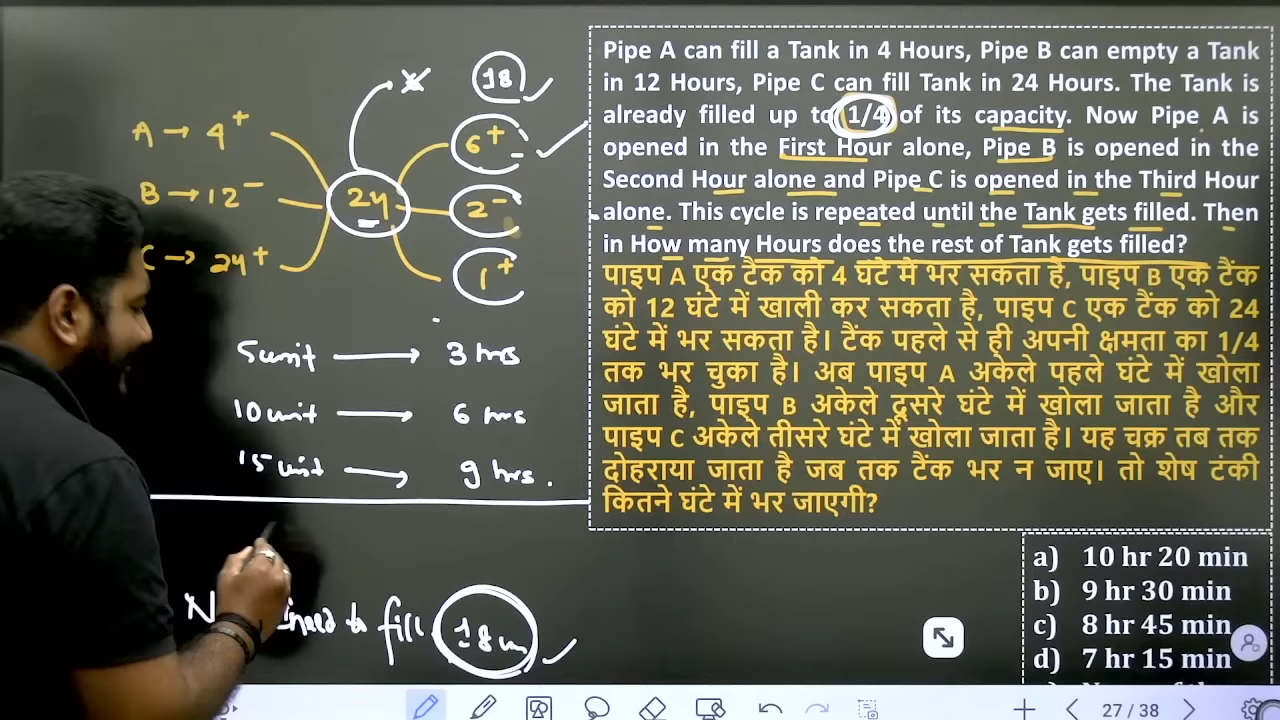 Pipe A can fill a Tank in 4 Hours, Pipe B can empty a Tank
in 12 Hours, Pipe C can fill Tank in 24 Hours. The Tank is
already filled up to 1/4 of its capacity. Now Pipe A is
opened in the First Hour alone, Pipe B is opened in the
Second Hour alone and Pipe C is opened in the Third Hour
alone. This cycle is repeated until the Tank gets filled. Then
in How many Hours does the rest of Tank gets filled?
पाइप A एक टैंक को 4 घंटे में भर सकता है, पाइप B एक टैंक
को 12 घंटे में खाली कर सकता है, पाइप C एक टैंक को 24
घंटे में भर सकता है। टैंक पहले से ही अपनी क्षमता का 1/4
तक भर चुका है। अब पाइप A अकेले पहले घंटे में खोला
जाता है, पाइप B अकेले दूसरे घंटे में खोला जाता है और
पाइप C अकेले तीसरे घंटे में खोला जाता है। यह चक्र तब तक
दोहराया जाता है जब तक टैंक भर न जाए। तो शेष टंकी
कितने घंटे में भर जाएगी?
a) 10 hr 20 min
b) 9 hr 30 min
c) 8 hr 45 min
d) 7 hr 15 min
18
A → 4+
6+
B → 12−
24
2−
C → 24+
1+
5unit → 3 hrs
10unit → 6 hrs
15unit → 9 hrs.
to fill 18u
27 / 38